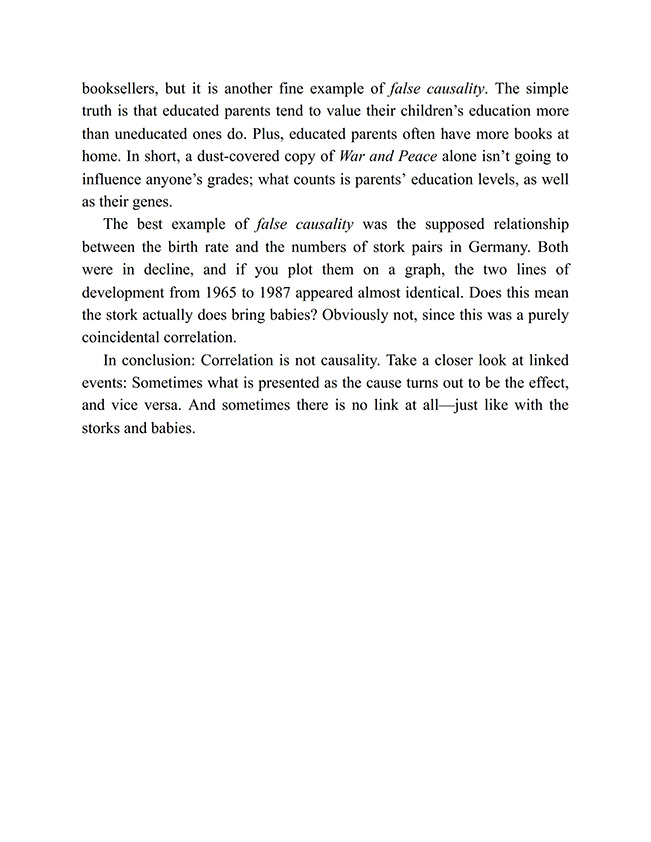 booksellers, but it is another fine example of false causality. The simple
truth is that educated parents tend to value their children’s education more
than uneducated ones do. Plus, educated parents often have more books at
home. In short, a dust-covered copy of War and Peace alone isn’t going to
influence anyone’s grades; what counts is parents’ education levels, as well
as their genes.
The best example of false causality was the supposed relationship
between the birth rate and the numbers of stork pairs in Germany. Both
were in decline, and if you plot them on a graph, the two lines of
development from 1965 to 1987 appeared almost identical. Does this mean
the stork actually does bring babies? Obviously not, since this was a purely
coincidental correlation.
In conclusion: Correlation is not causality. Take a closer look at linked
events: Sometimes what is presented as the cause turns out to be the effect,
and vice versa. And sometimes there is no link at all—just like with the
storks and babies.